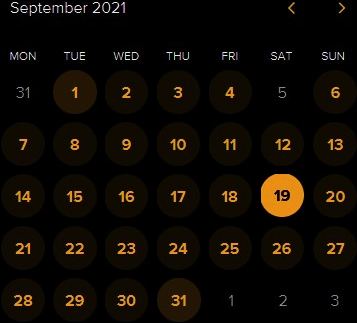 September 2021
MON TUE WED THU FRI SAT SUN
31 1 2 3 4 5 6
7 8 9 10 11 12 13
14 15 16 17 18 19 20
21 22 23 24 25 26 27
28 29 30 31 1 2 3